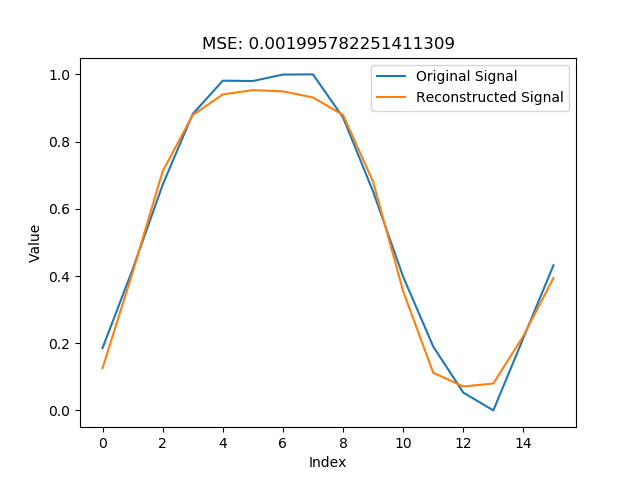 MSE: 0.001995782251411309
Original Signal
Reconstructed Signal
1.0
0.8
0.6
0.4
0.2
0.0
Value
0 2 4 6 8 10 12 14
Index